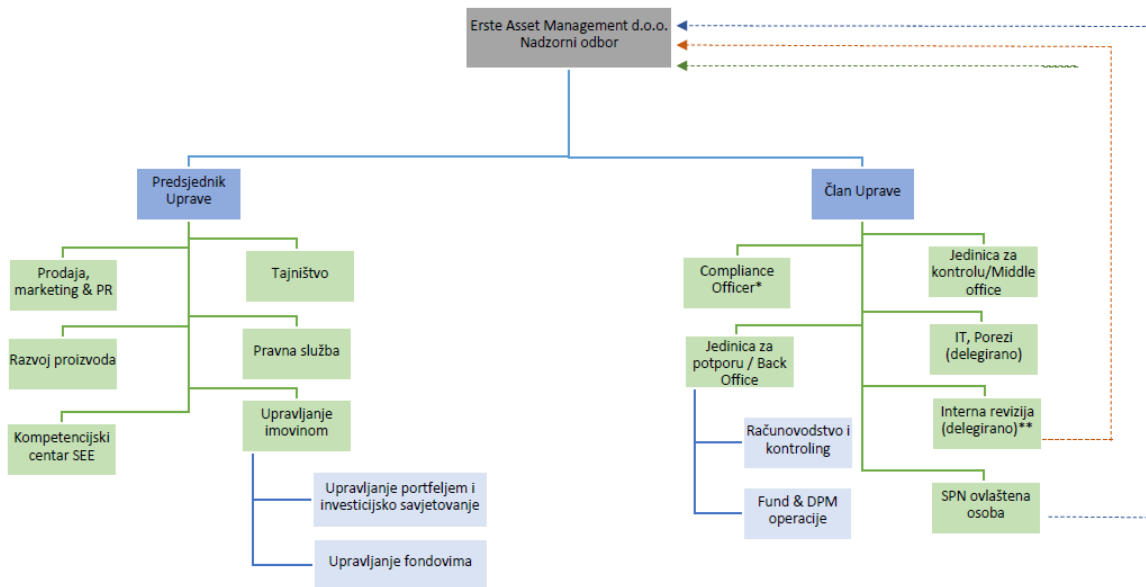 Erste Asset Management d.o.o.
Nadzorni odbor
Predsjednik
Uprave
Član Uprave
Prodaja,
marketing & PR
Tajništvo
Razvoj proizvoda
Pravna služba
Kompetencijski
centar SEE
Upravljanje
imovinom
Upravljanje portfeljem i
investicijsko savjetovanje
Upravljanje fondovima
Compliance
Officer*
Jedinica za
kontrolu/Middle
office
Jedinica za
potporu / Back
Office
IT, Porezi
(delegirano)
Računovodstvo i
kontroling
Interna revizija
(delegirano)**
Fund & DPM
operacije
SPN ovlaštena
osoba